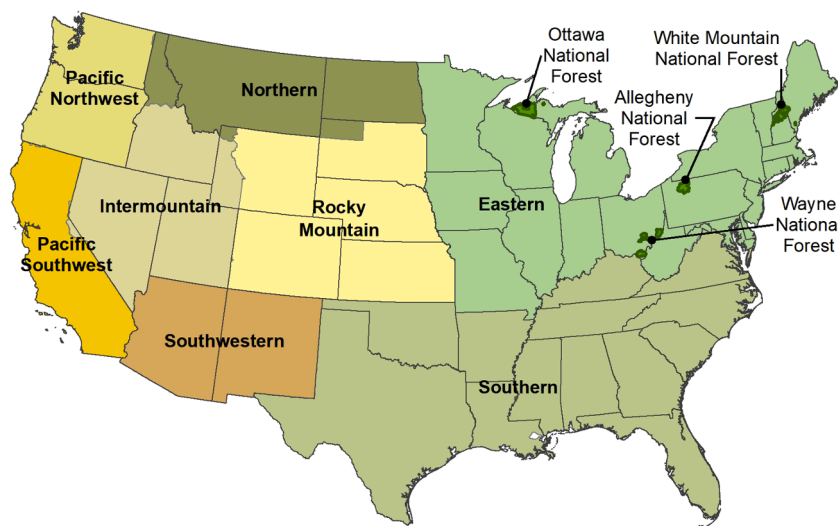 Ottawa
National
Forest
White Mountain
National Forest
Allegheny
National
Forest
Pacific
Northwest
Northern
Intermountain
Rocky
Mountain
Eastern
Wayne
National
Forest
Pacific
Southwest
Southwestern
Southern